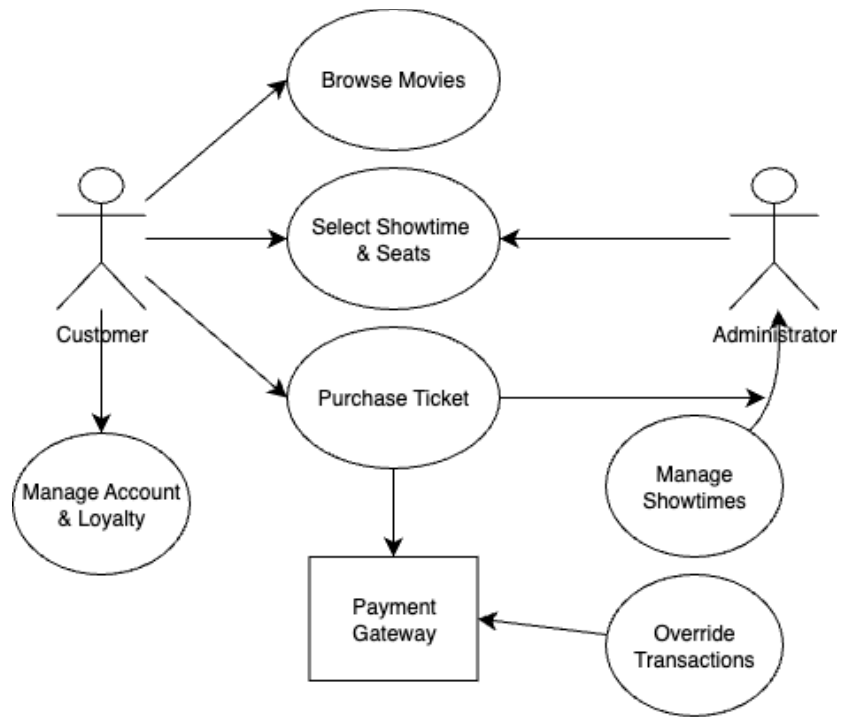 Browse Movies
Select Showtime
& Seats
Customer
Administrator
Purchase Ticket
Manage Account
& Loyalty
Manage
Showtimes
Payment
Gateway
Override
Transactions